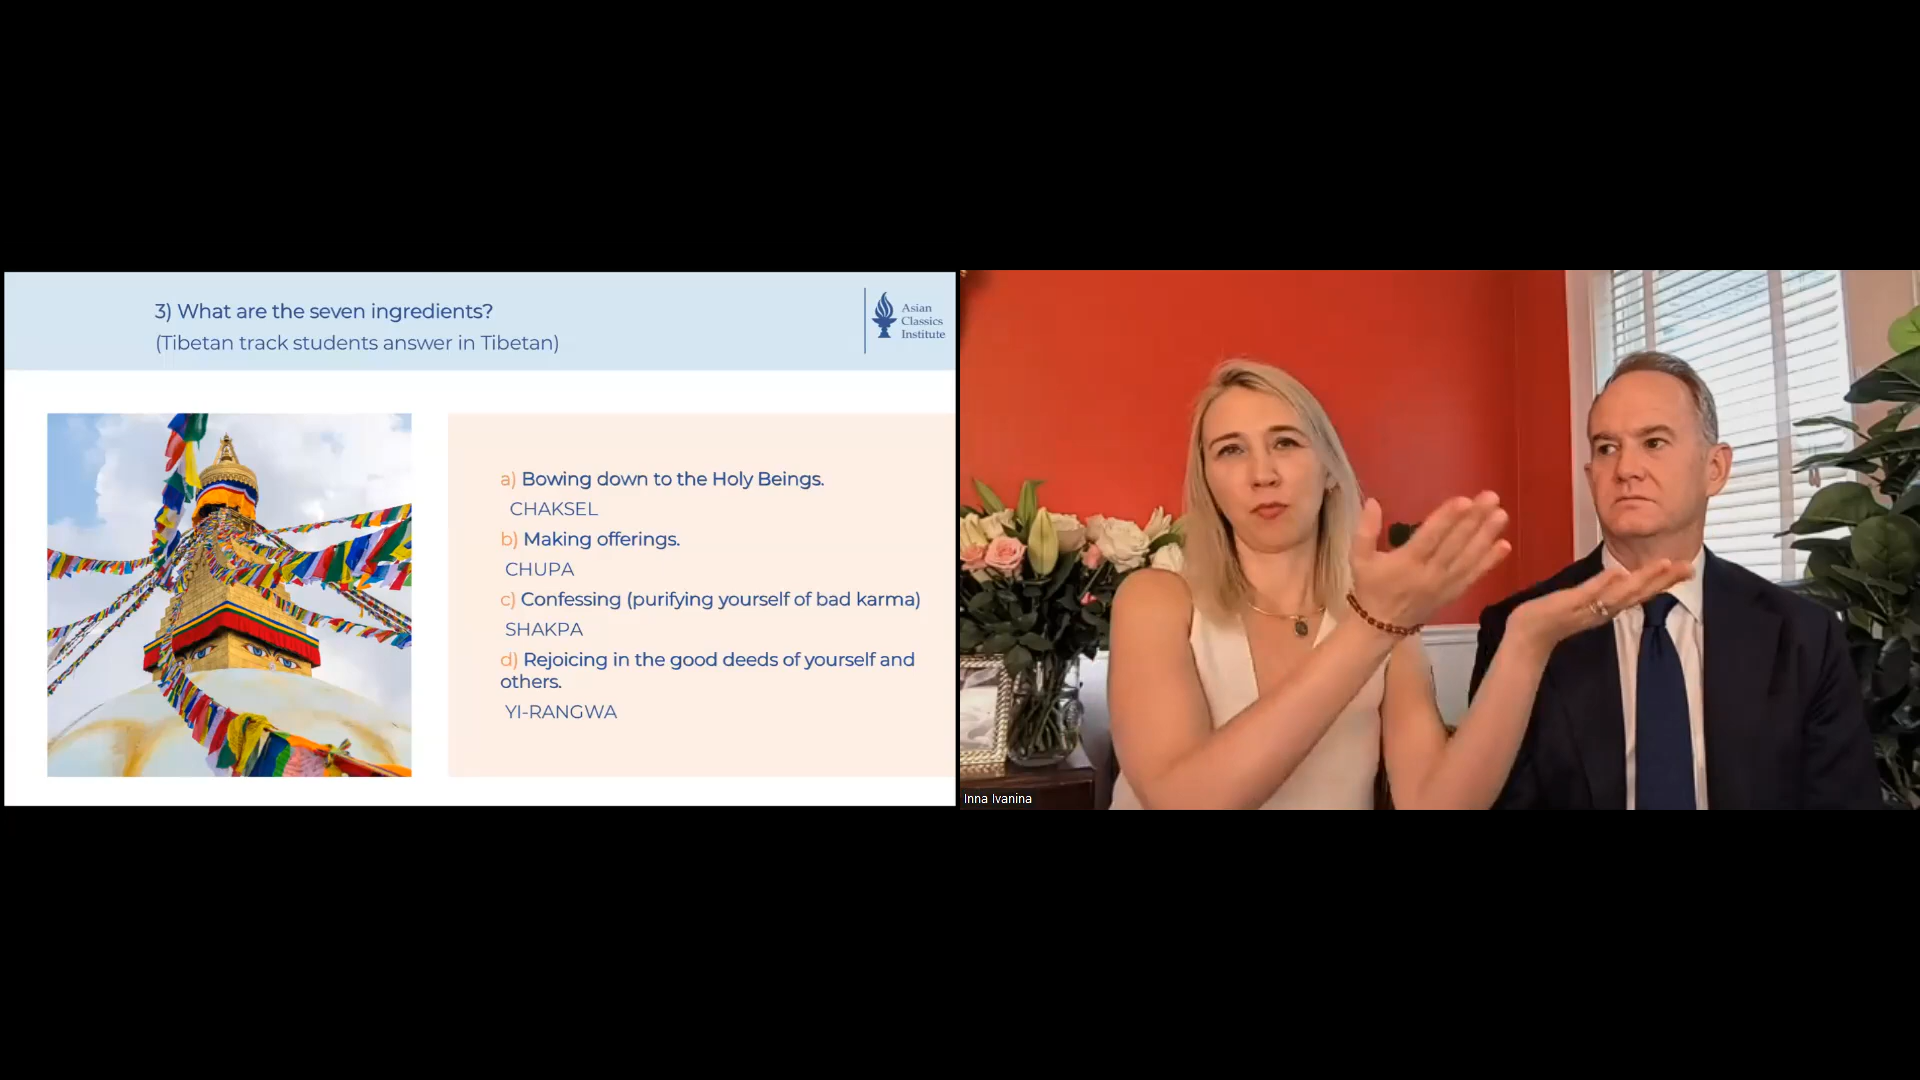 3) What are the seven ingredients?
(Tibetan track students answer in Tibetan)
Asian
Classics
Institute
a) Bowing down to the Holy Beings.
CHAKSEL
b) Making offerings.
CHUPA
c) Confessing (purifying yourself of bad karma)
SHAKPA
d) Rejoicing in the good deeds of yourself and
others.
YI-RANGWA
Inna Ivanina